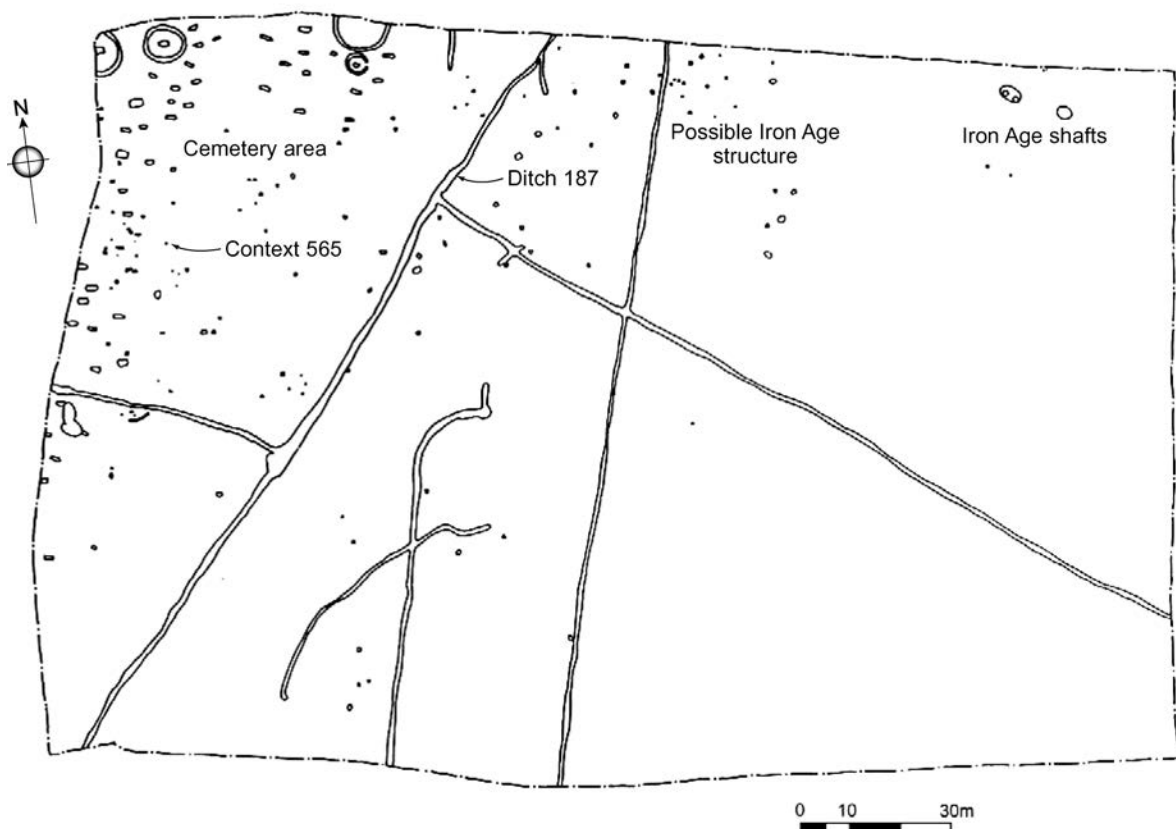 N
Cemetery area
Possible Iron Age
structure
Iron Age shafts
Ditch 187
Context 565
0 10 30m